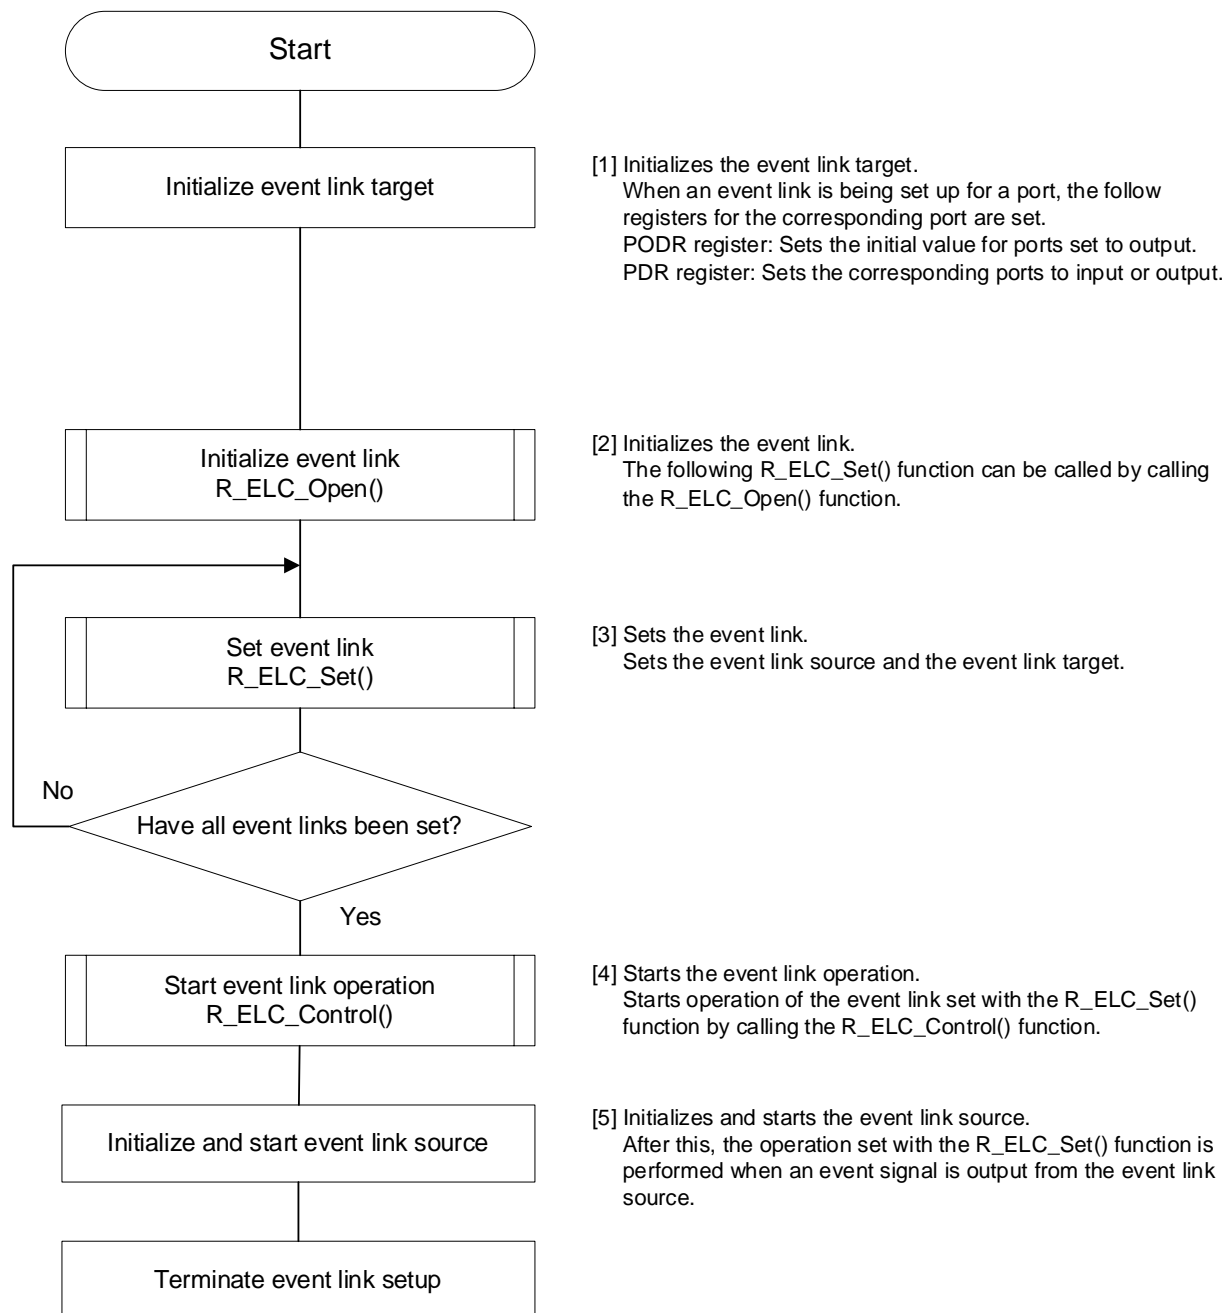 Start
Initialize event link target
[1] Initializes the event link target.
When an event link is being set up for a port, the follow
registers for the corresponding port are set.
PODR register: Sets the initial value for ports set to output.
PDR register: Sets the corresponding ports to input or output.
Initialize event link
R_ELC_Open()
[2] Initializes the event link.
The following R_ELC_Set() function can be called by calling
the R_ELC_Open() function.
Set event link
R_ELC_Set()
[3] Sets the event link.
Sets the event link source and the event link target.
No
Have all event links been set?
Yes
Start event link operation
R_ELC_Control()
[4] Starts the event link operation.
Starts operation of the event link set with the R_ELC_Set()
function by calling the R_ELC_Control() function.
Initialize and start event link source
[5] Initializes and starts the event link source.
After this, the operation set with the R_ELC_Set() function is
performed when an event signal is output from the event link
source.
Terminate event link setup